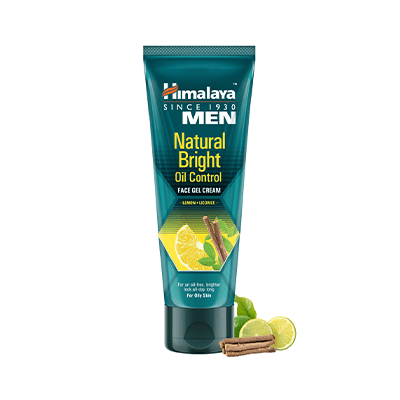 Himalaya™
SINCE 1930
MEN
Natural
Bright
Oil Control
FACE GEL CREAM
LEMON • LICORICE
For an oil-free, brighter
look all-day long
For Oily Skin